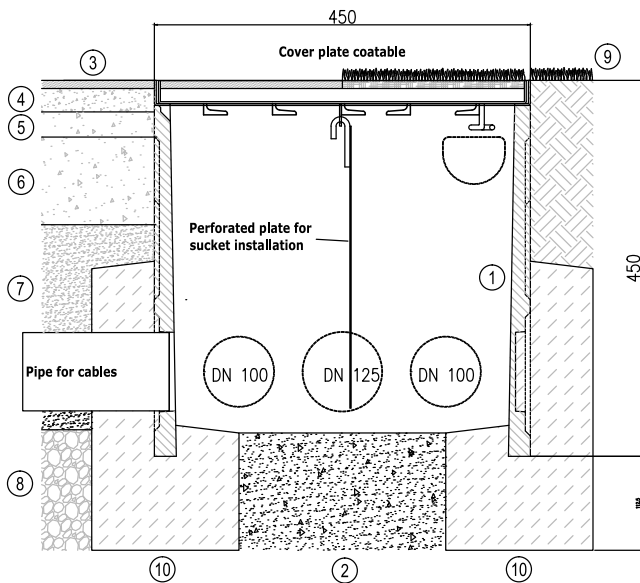 450
Cover plate coatable
3
9
4
5
6
Perforated plate for
sucket installation
450
7
1
Pipe for cables
DN 100
DN 125
DN 100
8
10
2
10